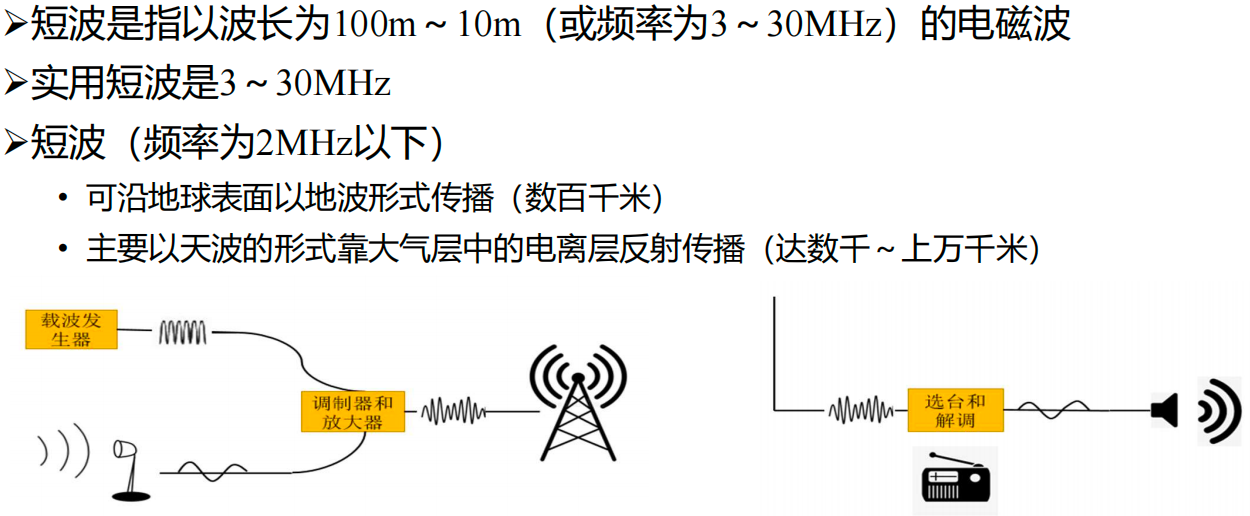 ➢短波是指以波长为100m~10m（或频率为3~30MHz）的电磁波
➢实用短波是3~30MHz
➢短波（频率为2MHz以下）
• 可沿地球表面以地波形式传播（数百千米）
• 主要以天波的形式靠大气层中的电离层反射传播（达数千~上万千米）
载波发
生器
调制器和
放大器
选台和
解调